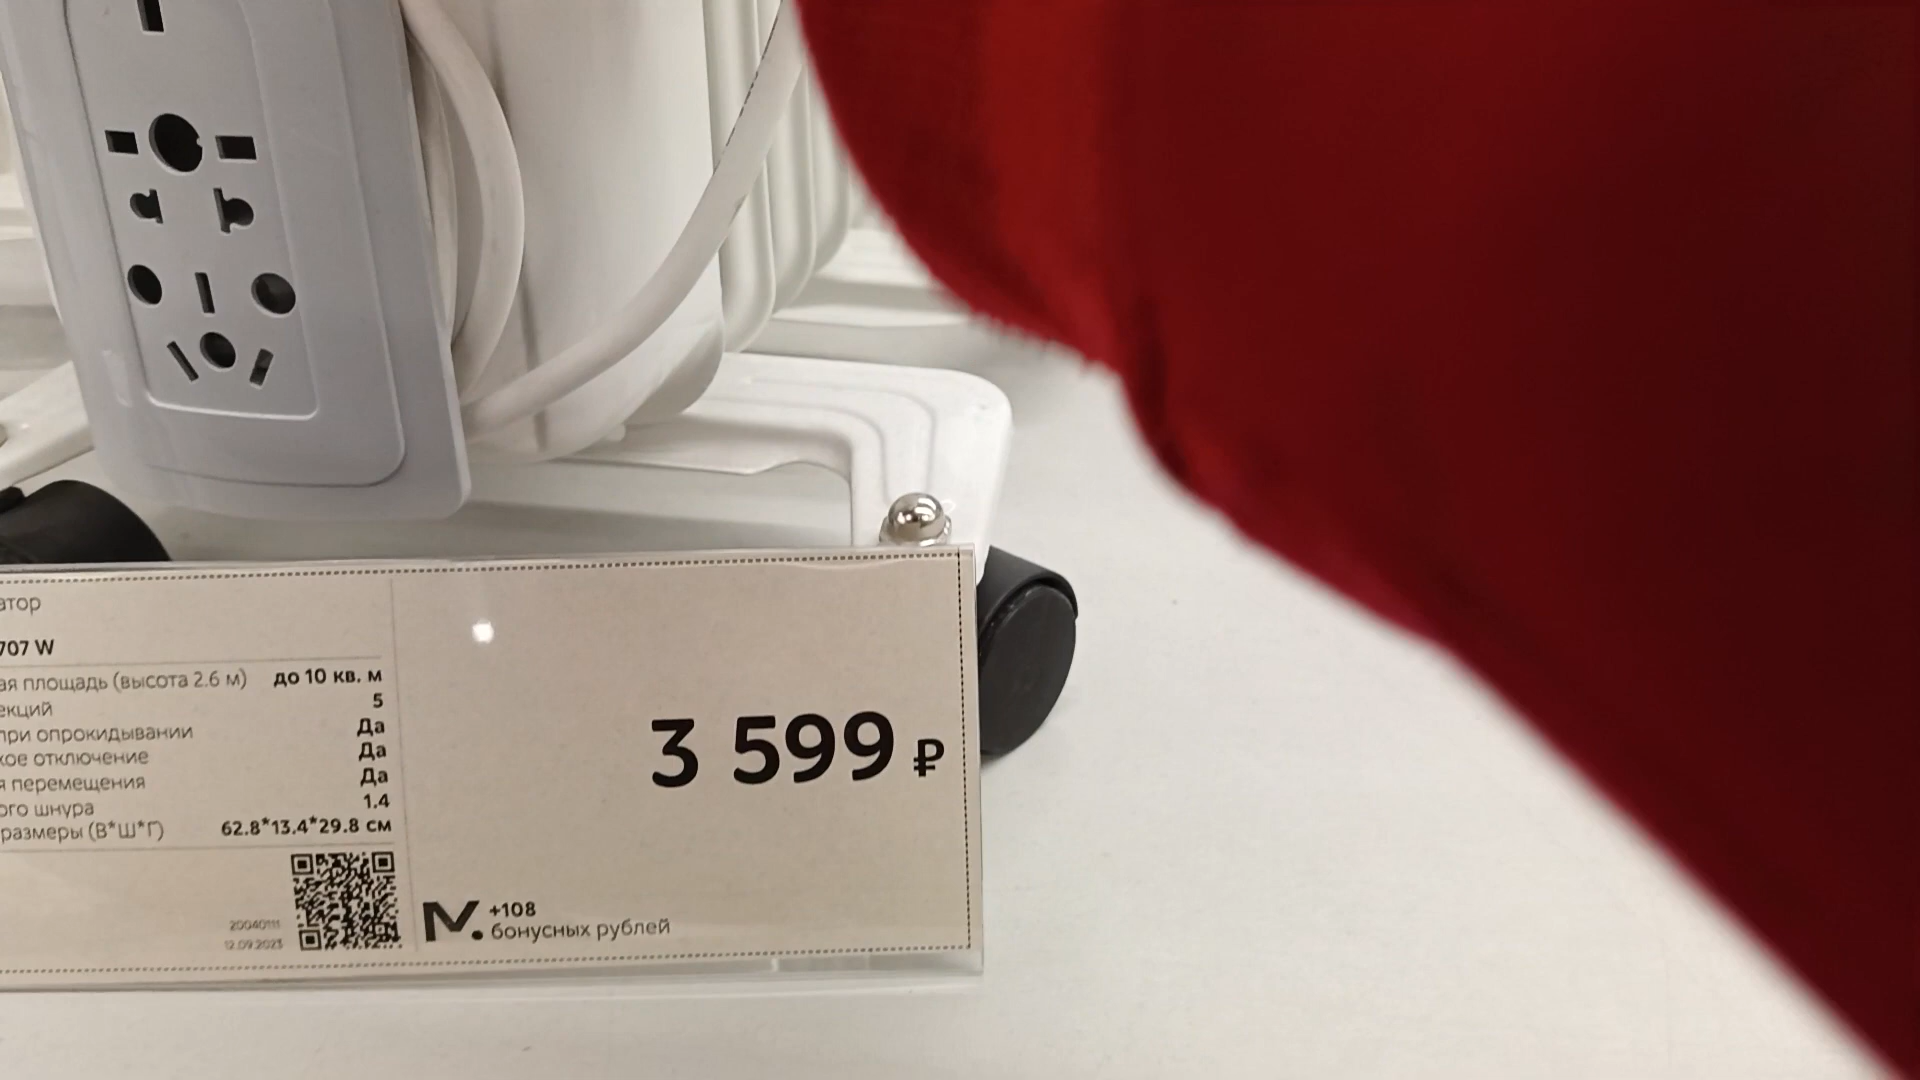 атор
707 W
ая площадь (высота 2.6 м) до 10 кв. м
екций 5
при опрокидывании Да
кое отключение Да
я перемещения Да
ого шнура 1.4
размеры (В*Ш*Г) 62.8*13.4*29.8 см
3 599 ₽
20040111
12.09.2023
M.
+108
бонусных рублей